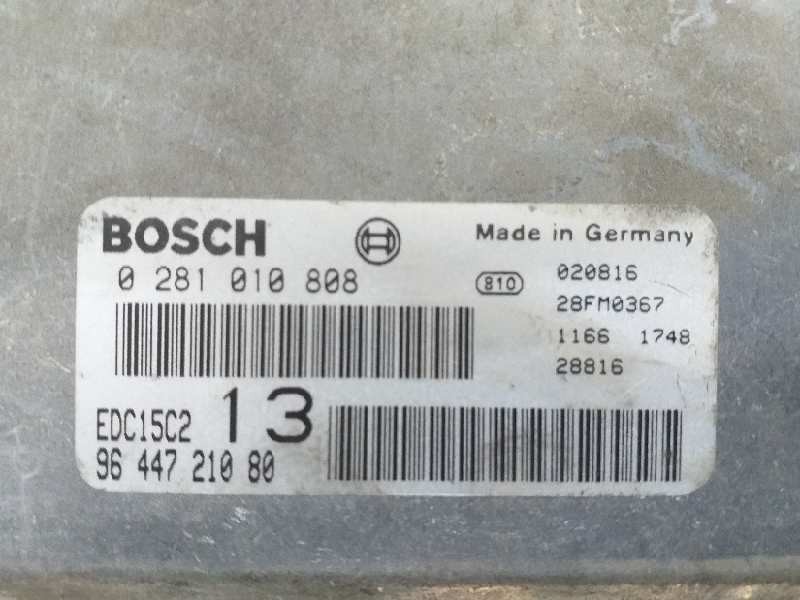 BOSCH
Made in Germany
0 281 010 808
810
020816
28FM0367
1166 1748
28816
EDC15C2 13
96 447 210 80